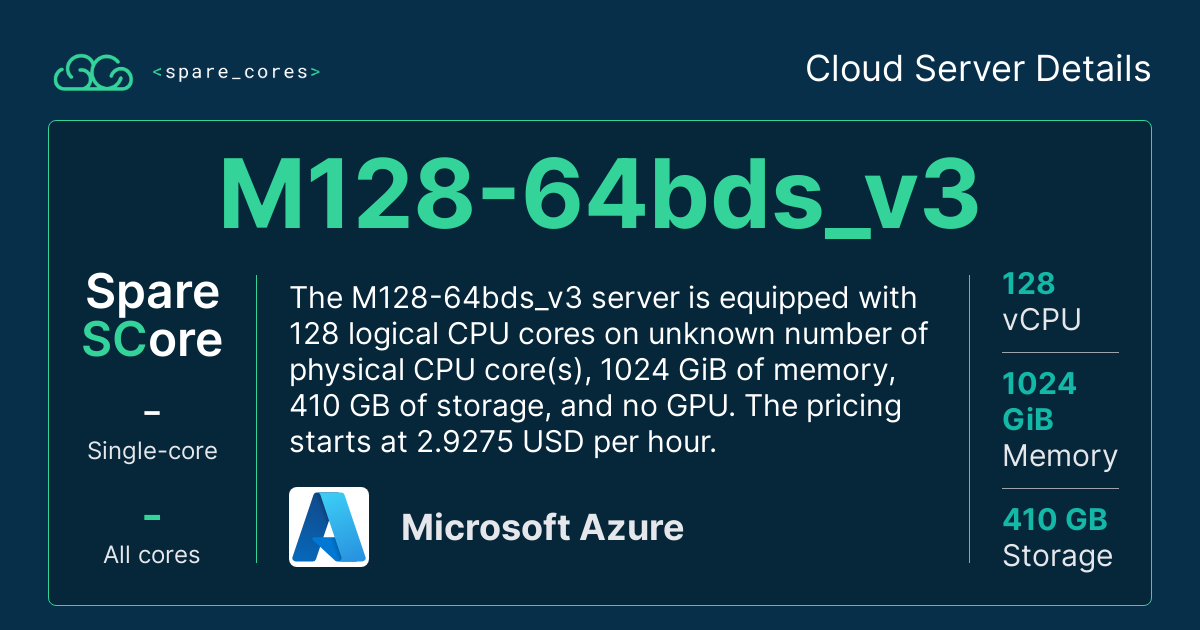 <spare_cores>
Cloud Server Details
M128-64bds_v3
Spare
SCore
-
Single-core
-
All cores
The M128-64bds_v3 server is equipped with
128 logical CPU cores on unknown number of
physical CPU core(s), 1024 GiB of memory,
410 GB of storage, and no GPU. The pricing
starts at 2.9275 USD per hour.
Microsoft Azure
128
vCPU
1024
GiB
Memory
410 GB
Storage